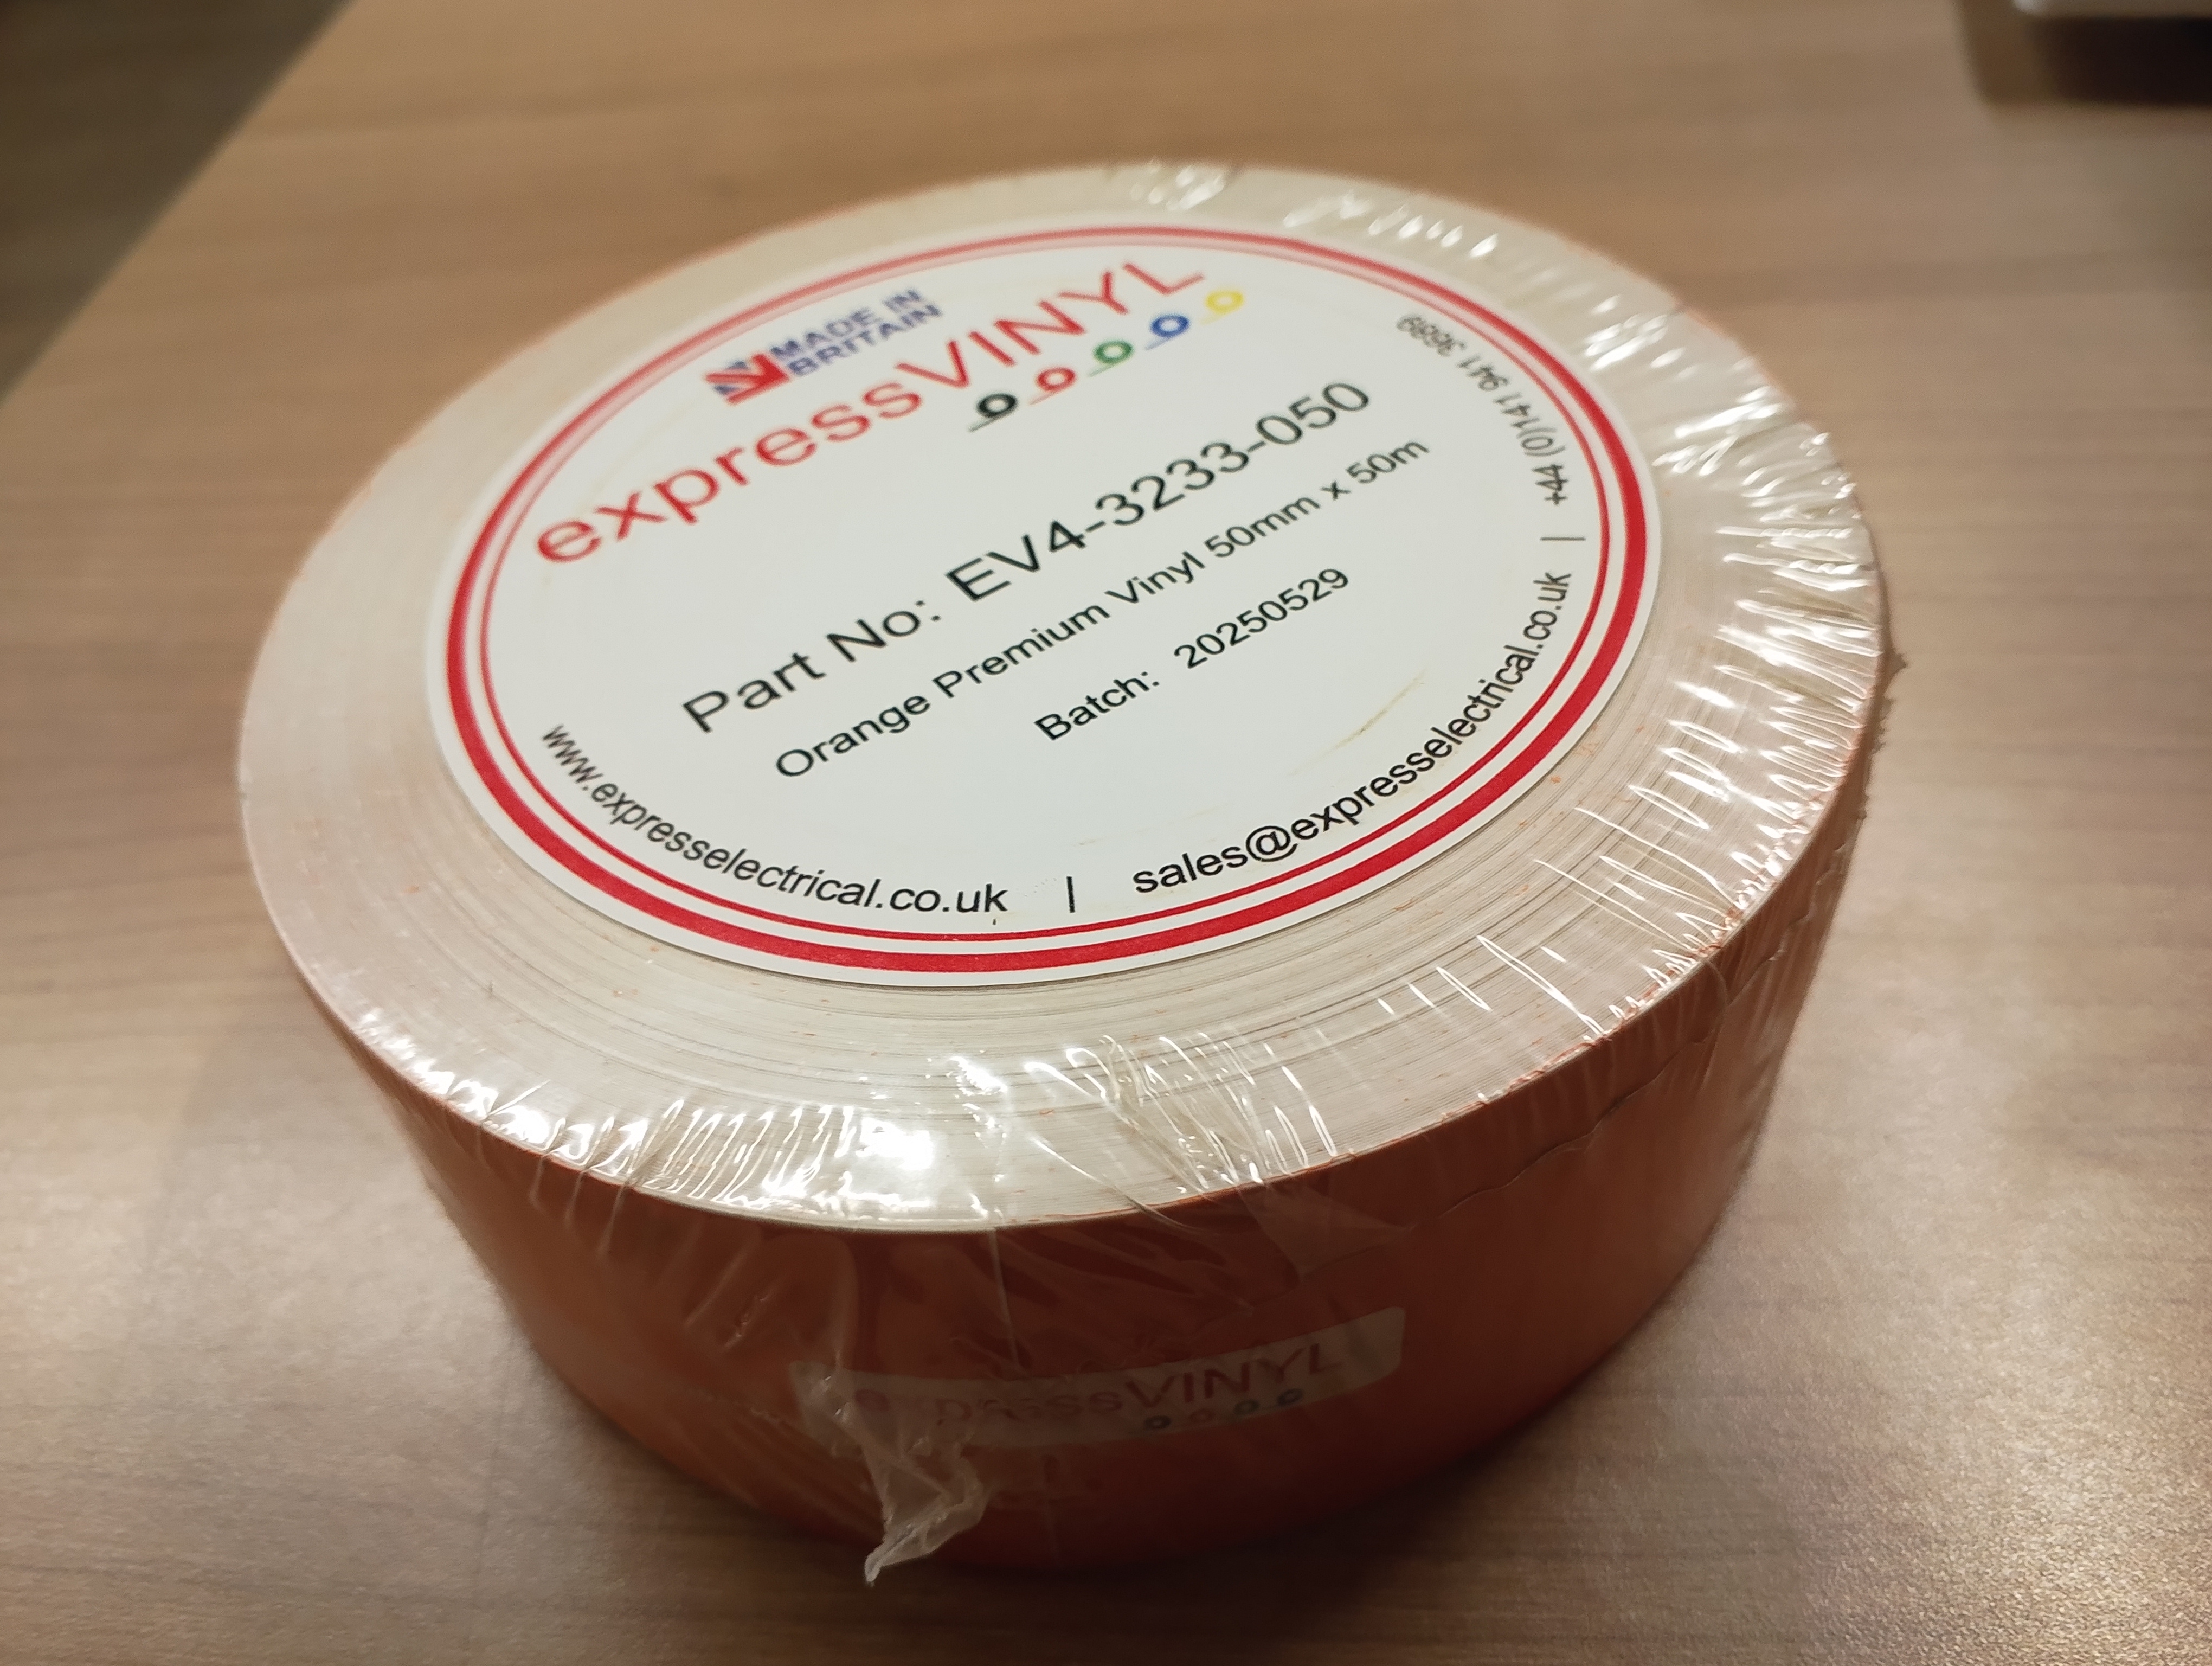 MADE IN
BRITAIN
expressVINYL
Part No: EV4-3233-050
Orange Premium Vinyl 50mm x 50m
Batch: 20250529
www.expresselectrical.co.uk | sales@expresselectrical.co.uk | +44 (0)141 941 3689
expressVINYL